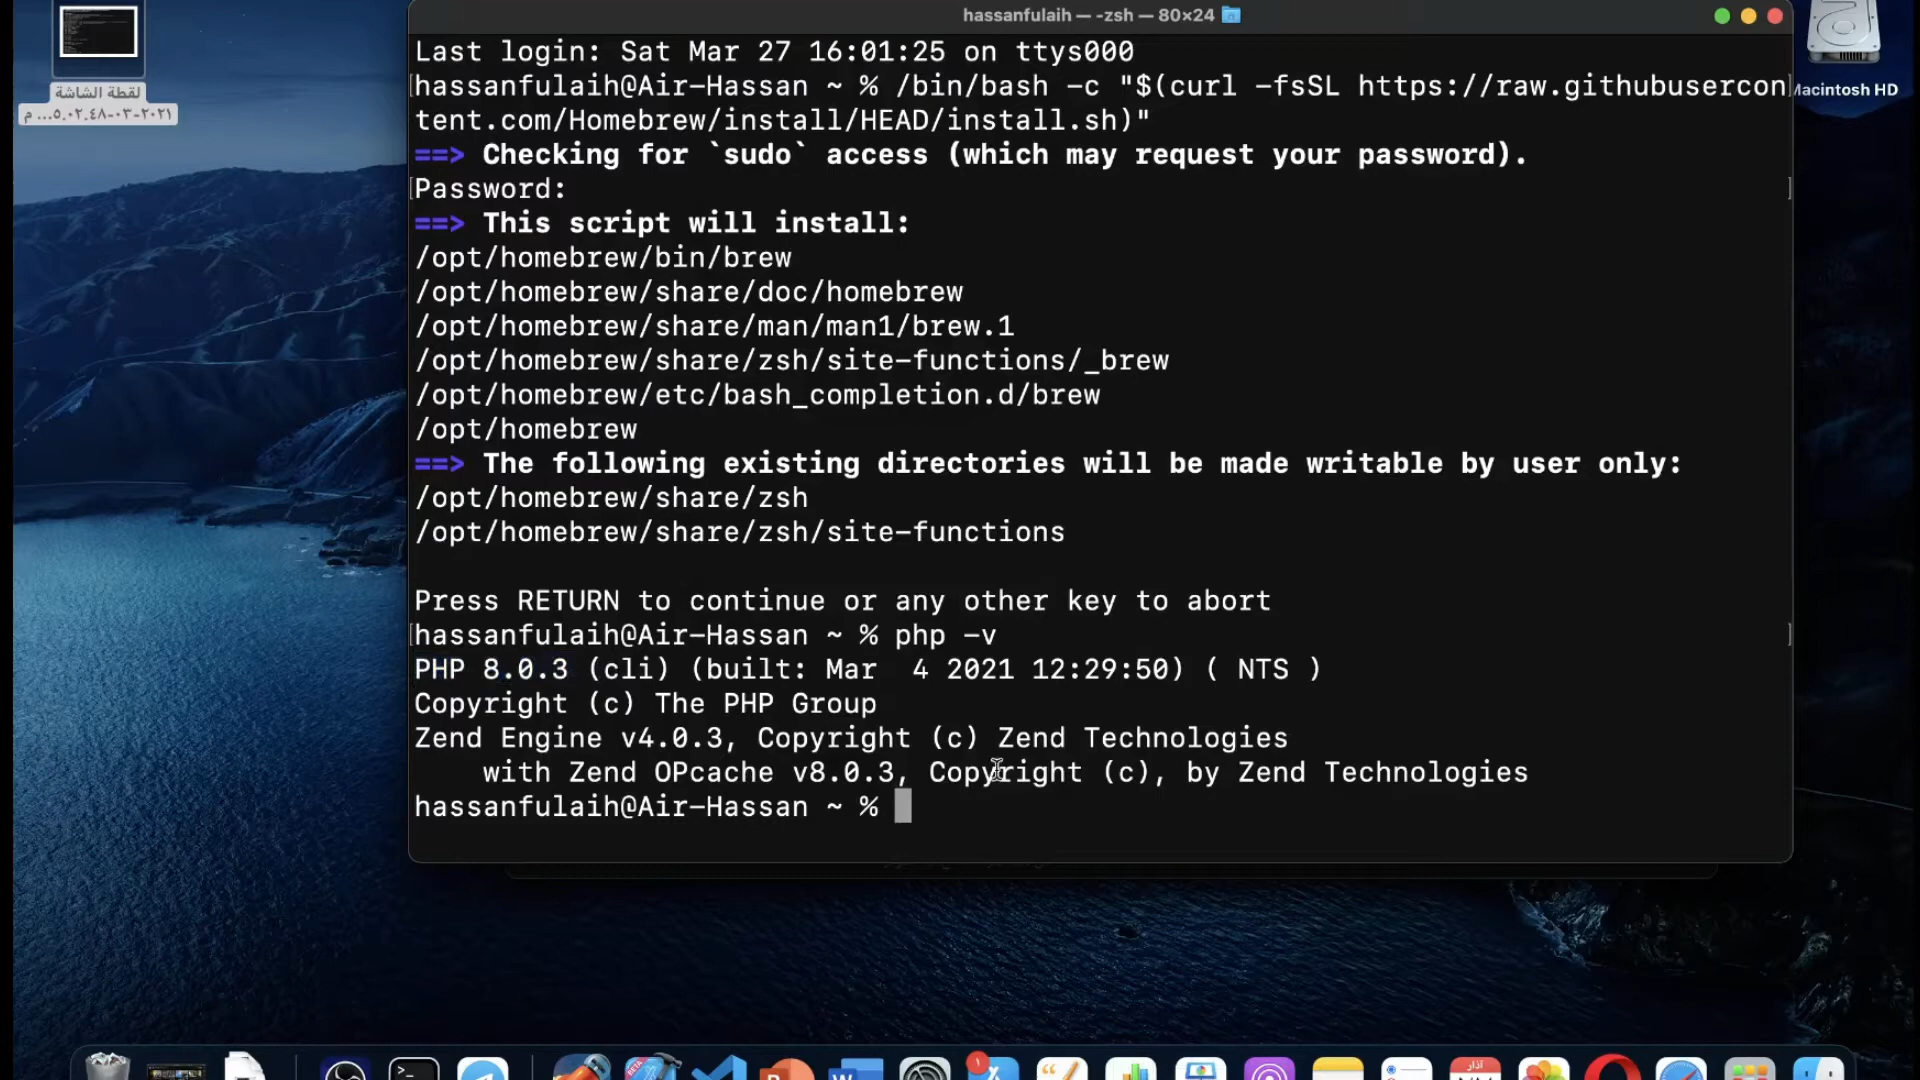 hassanfulaih — -zsh — 80×24
Last login: Sat Mar 27 16:01:25 on ttys000
hassanfulaih@Air-Hassan ~ % /bin/bash -c "$(curl -fsSL https://raw.githubusercon
tent.com/Homebrew/install/HEAD/install.sh)"
==> Checking for `sudo` access (which may request your password).
Password:
==> This script will install:
/opt/homebrew/bin/brew
/opt/homebrew/share/doc/homebrew
/opt/homebrew/share/man/man1/brew.1
/opt/homebrew/share/zsh/site-functions/_brew
/opt/homebrew/etc/bash_completion.d/brew
/opt/homebrew
==> The following existing directories will be made writable by user only:
/opt/homebrew/share/zsh
/opt/homebrew/share/zsh/site-functions
Press RETURN to continue or any other key to abort
hassanfulaih@Air-Hassan ~ % php -v
PHP 8.0.3 (cli) (built: Mar  4 2021 12:29:50) ( NTS )
Copyright (c) The PHP Group
Zend Engine v4.0.3, Copyright (c) Zend Technologies
    with Zend OPcache v8.0.3, Copyright (c), by Zend Technologies
hassanfulaih@Air-Hassan ~ %
لقطة الشاشة
Macintosh HD
آذار